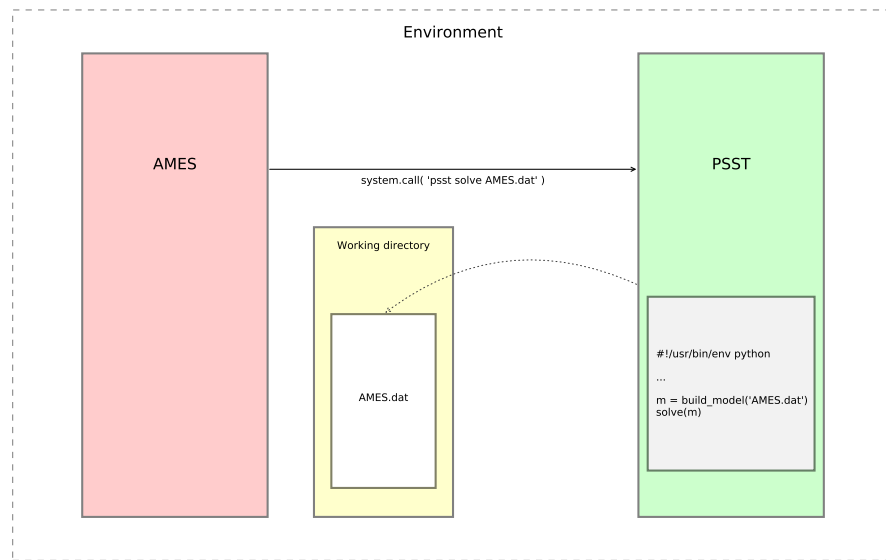 Environment
AMES
PSST
system.call( 'psst solve AMES.dat' )
Working directory
AMES.dat
#!/usr/bin/env python
...
m = build_model('AMES.dat')
solve(m)